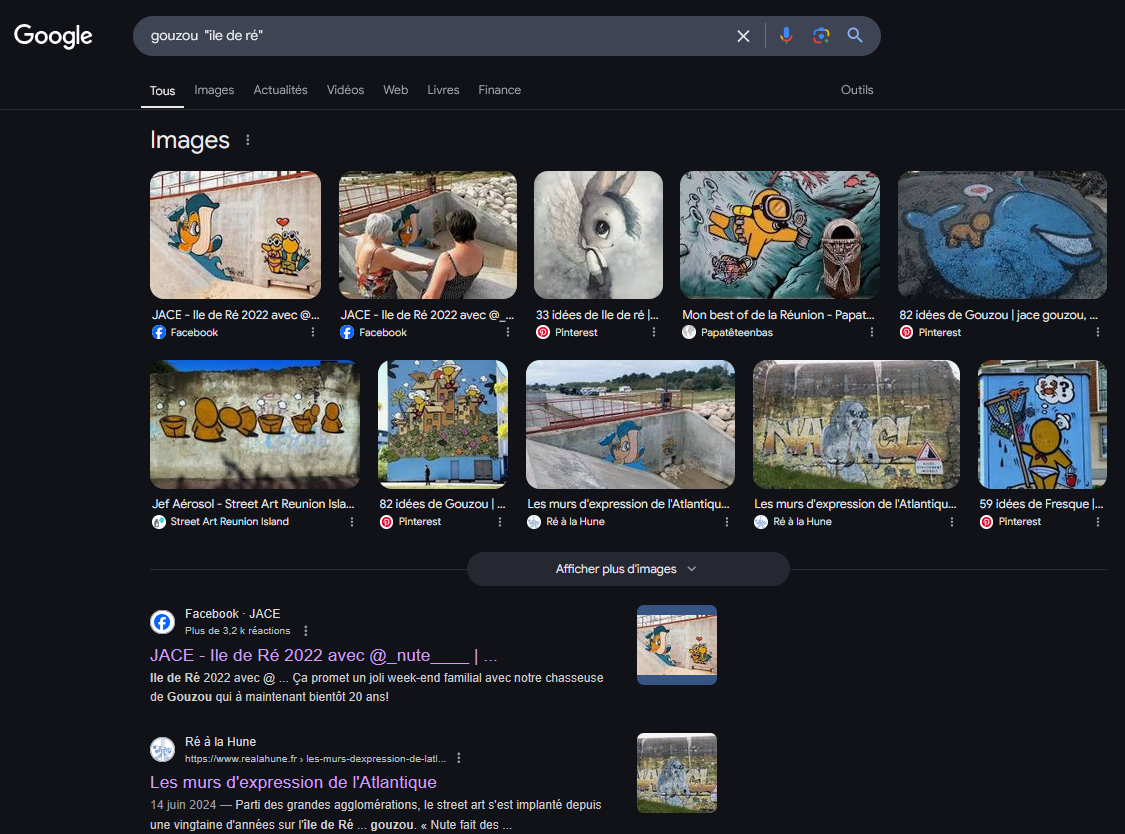 Google
gouzou "île de ré"
Tous Images Actualités Vidéos Web Livres Finance Outils
Images
JACE - Ile de Ré 2022 avec @...
Facebook
JACE - Ile de Ré 2022 avec @_...
Facebook
33 idées de Ile de ré |...
Pinterest
Mon best of de la Réunion - Papat...
Papatêteenbas
82 idées de Gouzou | jace gouzou, ...
Pinterest
NACL
Jef Aérosol - Street Art Reunion Isla...
Street Art Reunion Island
82 idées de Gouzou | ...
Pinterest
Les murs d'expression de l'Atlantiqu...
Ré à la Hune
Les murs d'expression de l'Atlantiqu...
Ré à la Hune
59 idées de Fresque |...
Pinterest
Afficher plus d'images
Facebook · JACE
Plus de 3,2 k réactions
JACE - Ile de Ré 2022 avec @_nute____ | ...
Ile de Ré 2022 avec @ ... Ça promet un joli week-end familial avec notre chasseuse
de Gouzou qui à maintenant bientôt 20 ans!
Ré à la Hune
https://www.realahune.fr › les-murs-dexpression-de-latl...
Les murs d'expression de l'Atlantique
14 juin 2024 — Parti des grandes agglomérations, le street art s'est implanté depuis
une vingtaine d'années sur l'île de Ré ... gouzou. « Nute fait des ...